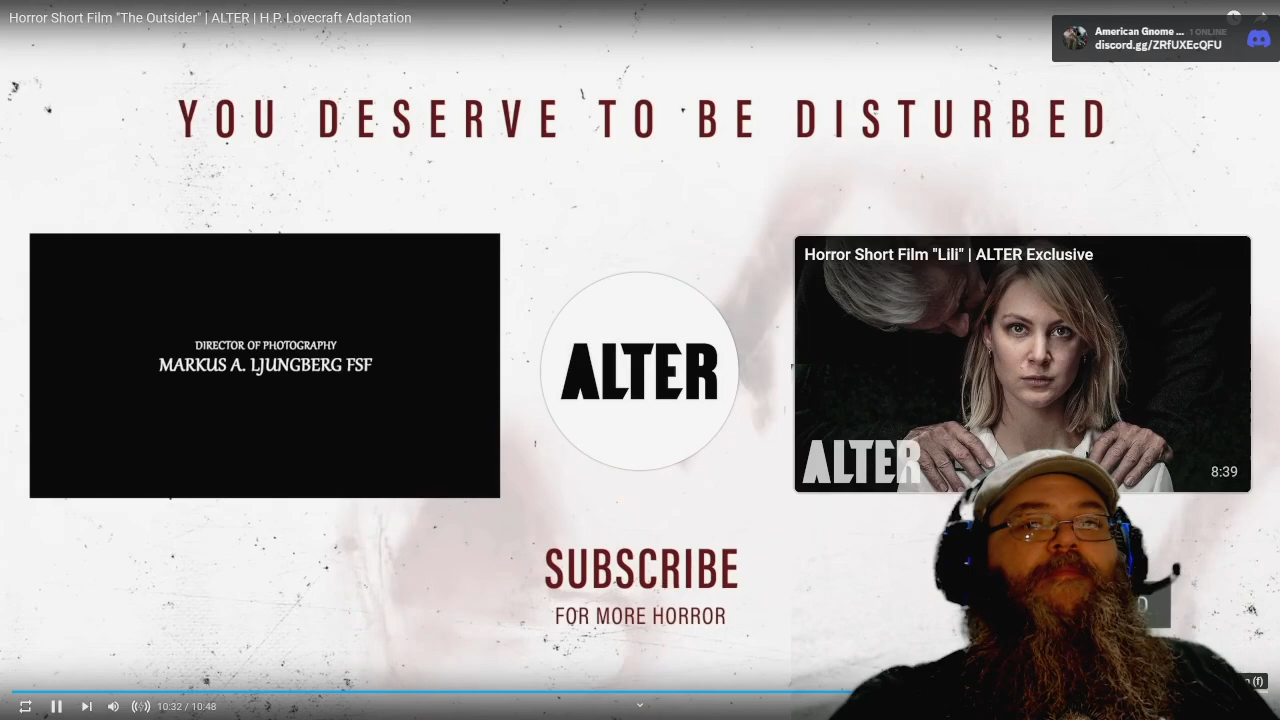 Horror Short Film "The Outsider" | ALTER | H.P. Lovecraft Adaptation
American Gnome ... 1 ONLINE
discord.gg/ZRfUXEcQFU
YOU DESERVE TO BE DISTURBED
Horror Short Film "Lili" | ALTER Exclusive
DIRECTOR OF PHOTOGRAPHY
MARKUS A. LJUNGBERG FSF
ALTER
ALTER
8:39
SUBSCRIBE
FOR MORE HORROR
(f)
10:32 / 10:48